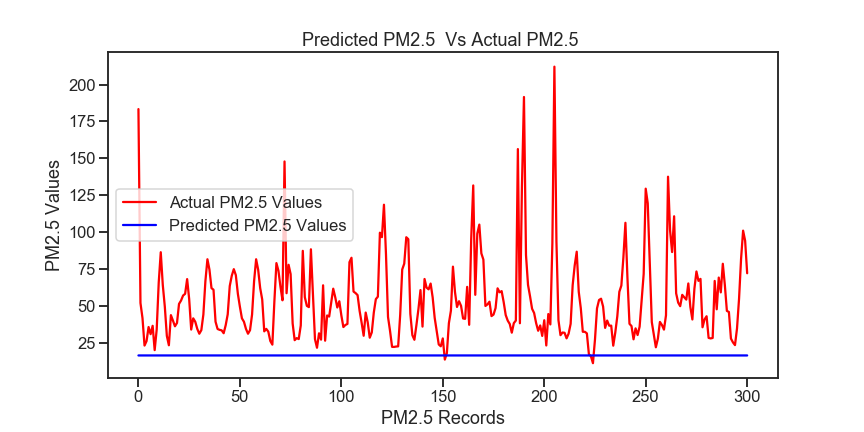 Predicted PM2.5  Vs Actual PM2.5
200
175
150
125
100
75
50
25
PM2.5 Values
Actual PM2.5 Values
Predicted PM2.5 Values
0 50 100 150 200 250 300
PM2.5 Records